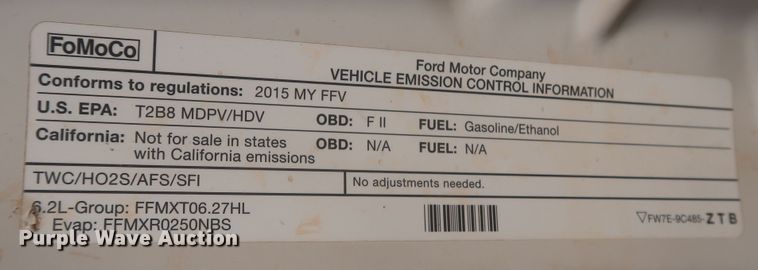 FoMoCo
Ford Motor Company
VEHICLE EMISSION CONTROL INFORMATION
Conforms to regulations: 2015 MY FFV
U.S. EPA: T2B8 MDPV/HDV OBD: F II FUEL: Gasoline/Ethanol
California: Not for sale in states OBD: N/A FUEL: N/A
with California emissions
TWC/HO2S/AFS/SFI No adjustments needed.
6.2L-Group: FFMXT06.27HL
Evap: FFMXR0250NBS
▽FW7E-9C485-ZTB
Purple Wave Auction